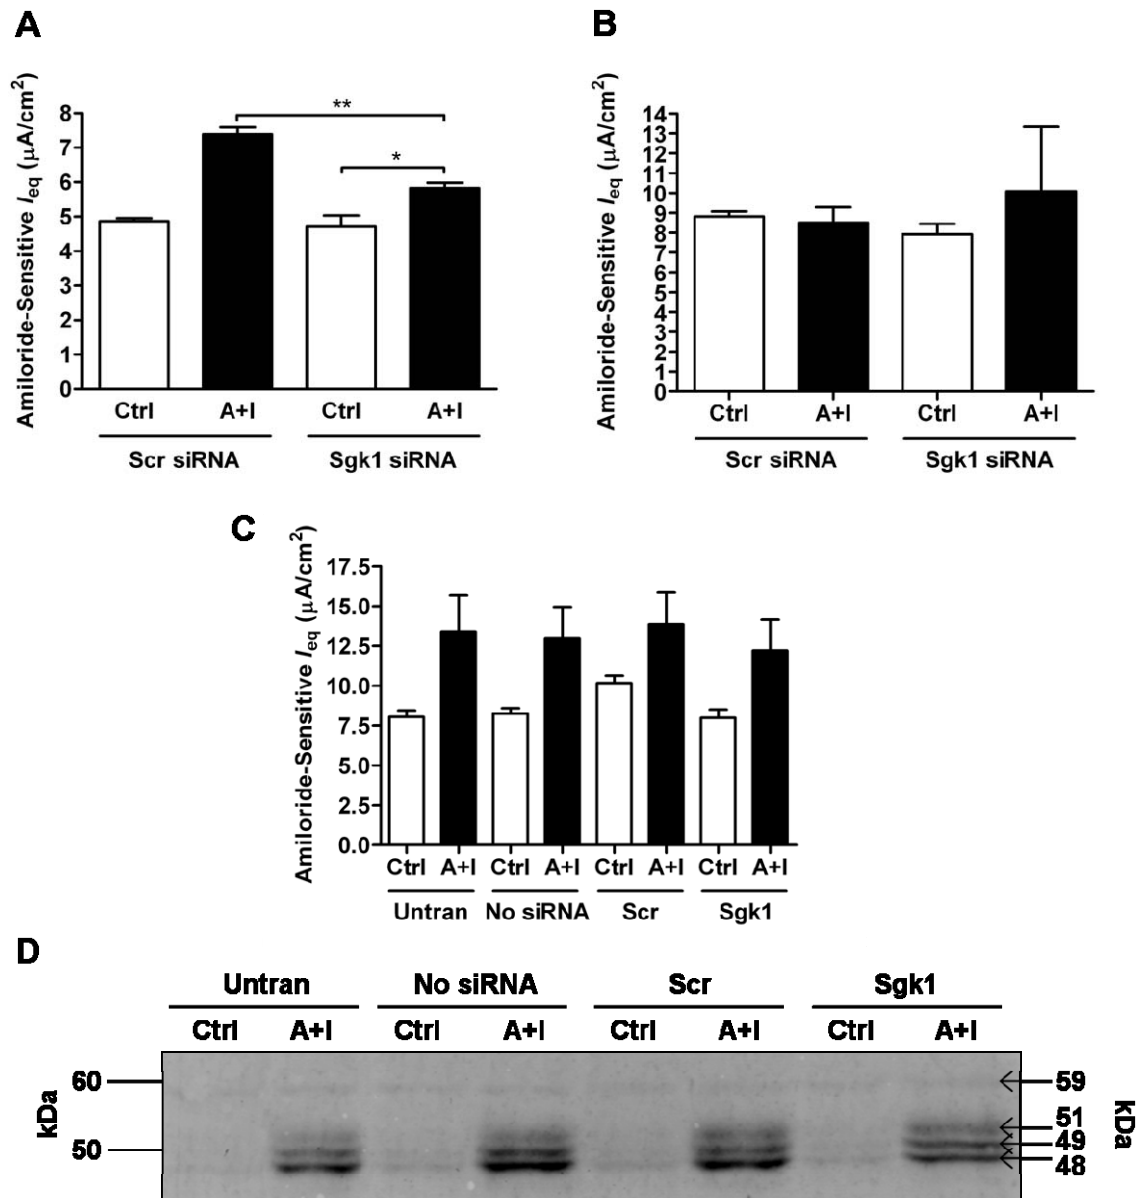 A
Amiloride-Sensitive Ieq (µA/cm2)
8
7
6
5
4
3
2
1
0
**
*
Ctrl A+I Ctrl A+I
Scr siRNA Sgk1 siRNA
B
Amiloride-Sensitive Ieq (µA/cm2)
14
13
12
11
10
9
8
7
6
5
4
3
2
1
0
Ctrl A+I Ctrl A+I
Scr siRNA Sgk1 siRNA
C
Amiloride-Sensitive Ieq (µA/cm2)
17.5
15.0
12.5
10.0
7.5
5.0
2.5
0.0
Ctrl A+I Ctrl A+I Ctrl A+I Ctrl A+I
Untran No siRNA Scr Sgk1
D
Untran No siRNA Scr Sgk1
Ctrl A+I Ctrl A+I Ctrl A+I Ctrl A+I
kDa
60
50
59
51
49
48
kDa